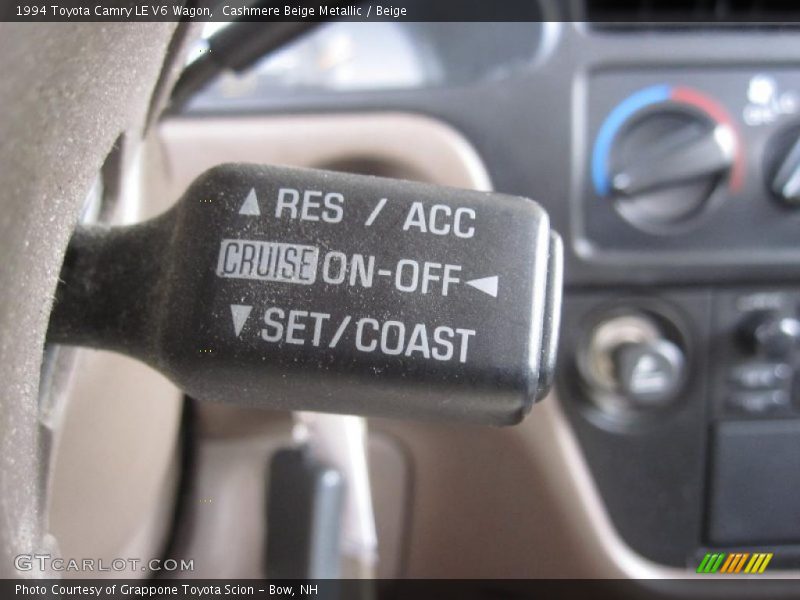 1994 Toyota Camry LE V6 Wagon, Cashmere Beige Metallic / Beige
▲ RES / ACC
CRUISE ON-OFF ◄
▼ SET/COAST
GTCARLOT.COM
Photo Courtesy of Grappone Toyota Scion - Bow, NH